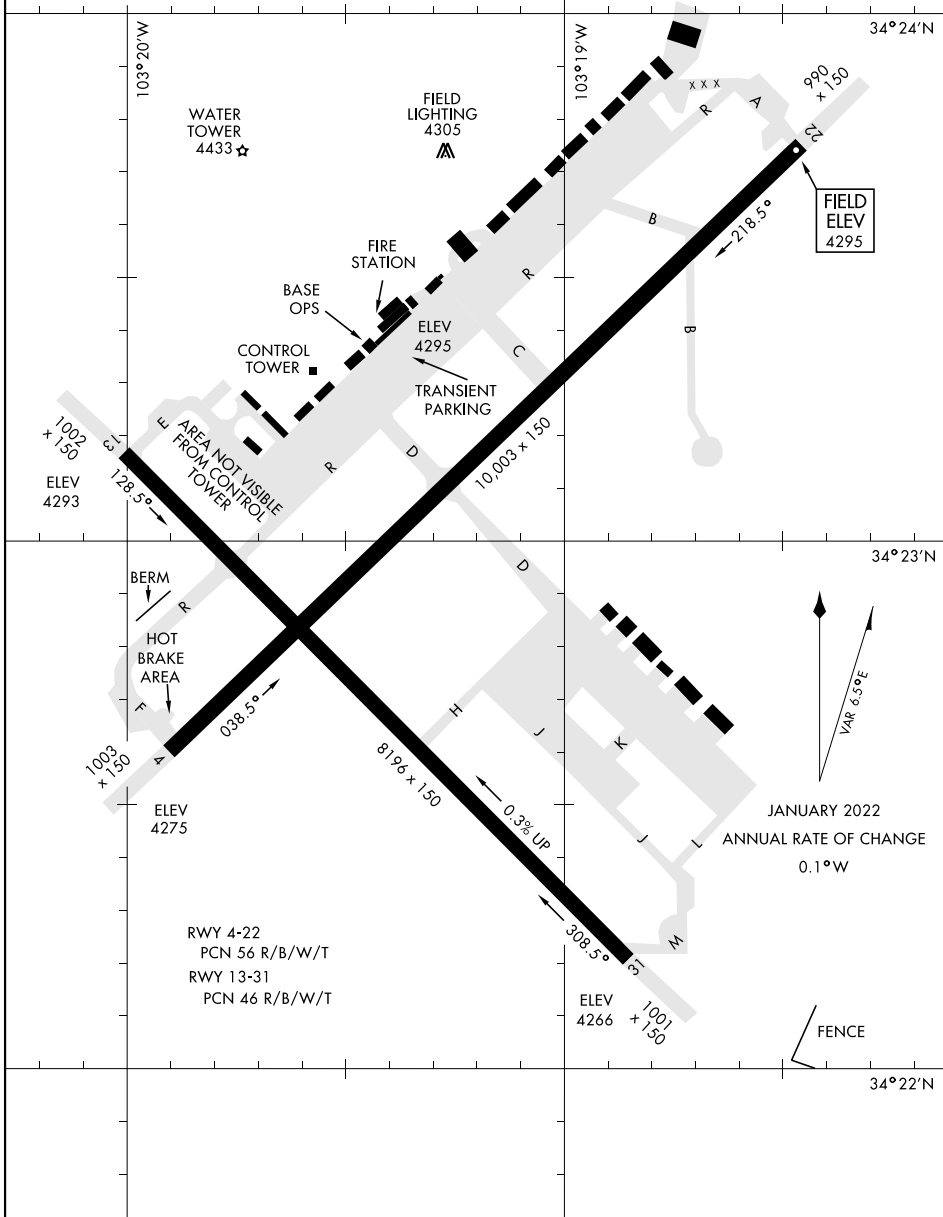 103°20'W
103°19'W
34°24'N
WATER
TOWER
4433
FIELD
LIGHTING
4305
X X X
R
A
990
x 150
22
FIELD
ELEV
4295
B
218.5°
FIRE
STATION
R
BASE
OPS
B
ELEV
4295
C
CONTROL
TOWER
TRANSIENT
PARKING
E
1002
x 150
13
AREA NOT VISIBLE
FROM CONTROL
TOWER
R
D
10,003 x 150
ELEV
4293
128.5°
34°23'N
D
BERM
R
HOT
BRAKE
AREA
VAR 6.5°E
F
038.5°
H
J
K
1003
x 150
4
8196 x 150
ELEV
4275
0.3% UP
JANUARY 2022
ANNUAL RATE OF CHANGE
0.1°W
J
L
RWY 4-22
PCN 56 R/B/W/T
RWY 13-31
PCN 46 R/B/W/T
308.5°
M
31
ELEV
4266
1001
x 150
FENCE
34°22'N